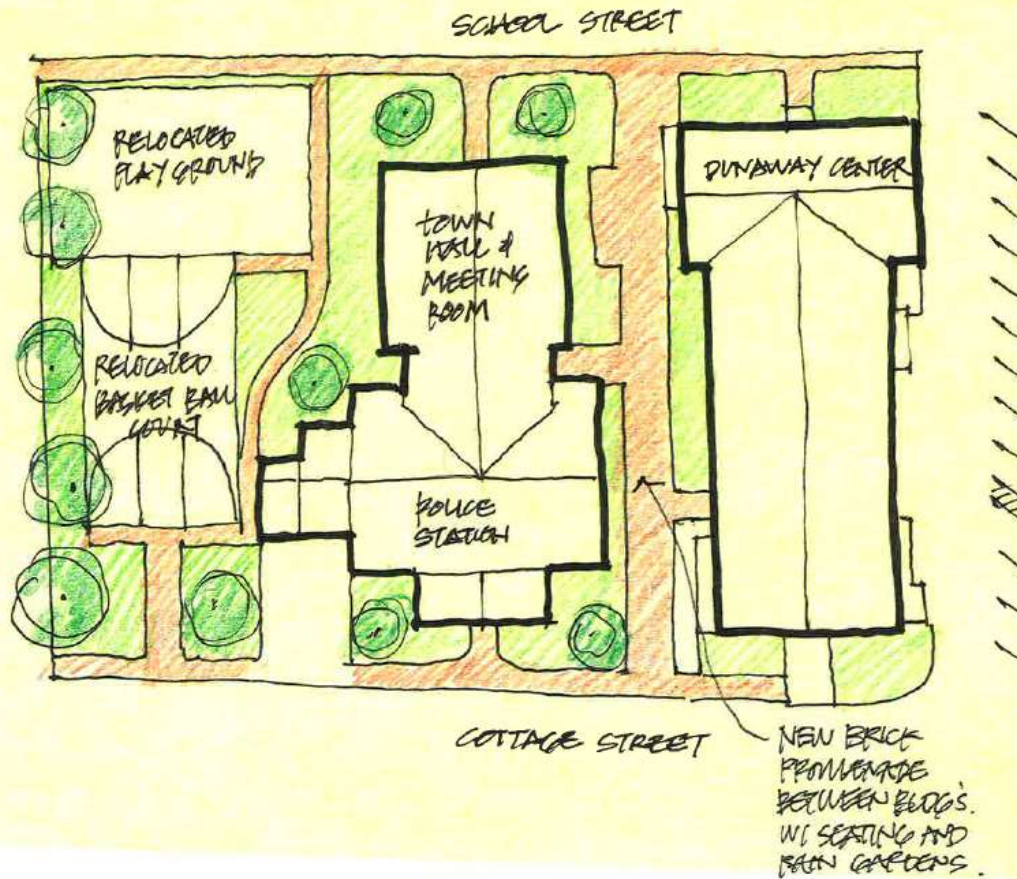 SCHOOL STREET
RELOCATED
PLAYGROUND
DUNAWAY CENTER
TOWN
HALL &
MEETING
ROOM
RELOCATED
BASKET BALL
COURT
POLICE
STATION
COTTAGE STREET
NEW BRICK
PROMENADE
BETWEEN BLDG'S.
W/ SEATING AND
RAIN GARDENS.